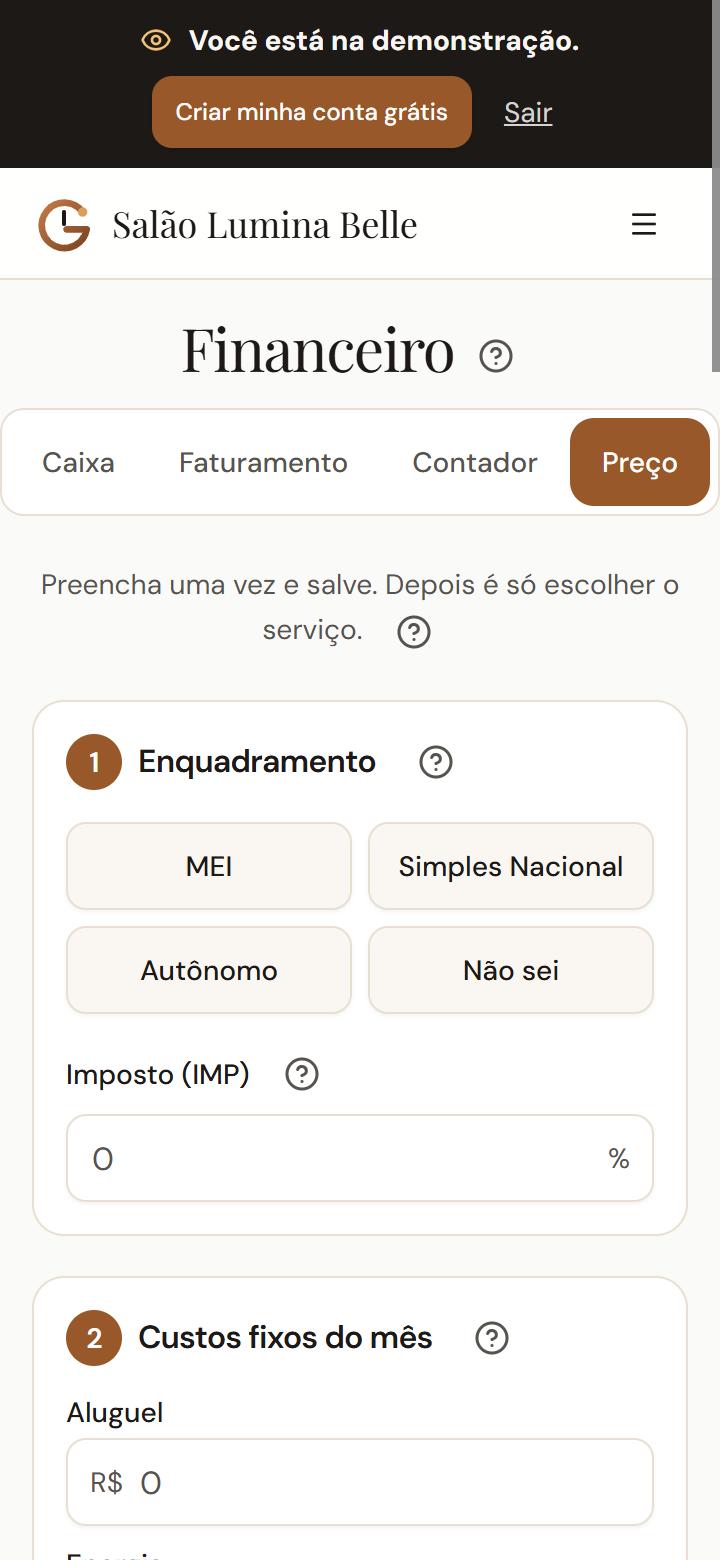 Você está na demonstração.
Criar minha conta grátis Sair
Salão Lumina Belle
Financeiro ?
Caixa Faturamento Contador Preço
Preencha uma vez e salve. Depois é só escolher o
serviço. ?
1 Enquadramento ?
MEI Simples Nacional
Autônomo Não sei
Imposto (IMP) ?
0 %
2 Custos fixos do mês ?
Aluguel
R$ 0